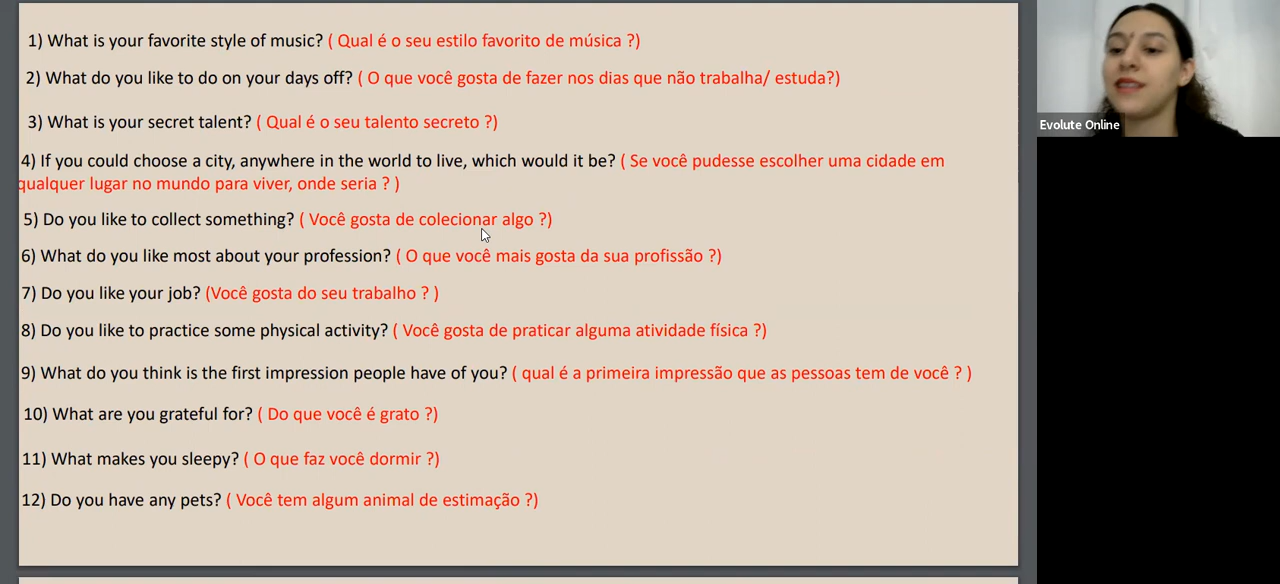 1) What is your favorite style of music? ( Qual é o seu estilo favorito de música ?)
2) What do you like to do on your days off? ( O que você gosta de fazer nos dias que não trabalha/ estuda?)
3) What is your secret talent? ( Qual é o seu talento secreto ?)
4) If you could choose a city, anywhere in the world to live, which would it be? ( Se você pudesse escolher uma cidade em
qualquer lugar no mundo para viver, onde seria ? )
5) Do you like to collect something? ( Você gosta de colecionar algo ?)
6) What do you like most about your profession? ( O que você mais gosta da sua profissão ?)
7) Do you like your job? (Você gosta do seu trabalho ? )
8) Do you like to practice some physical activity? ( Você gosta de praticar alguma atividade física ?)
9) What do you think is the first impression people have of you? ( qual é a primeira impressão que as pessoas tem de você ? )
10) What are you grateful for? ( Do que você é grato ?)
11) What makes you sleepy? ( O que faz você dormir ?)
12) Do you have any pets? ( Você tem algum animal de estimação ?)
Evolute Online